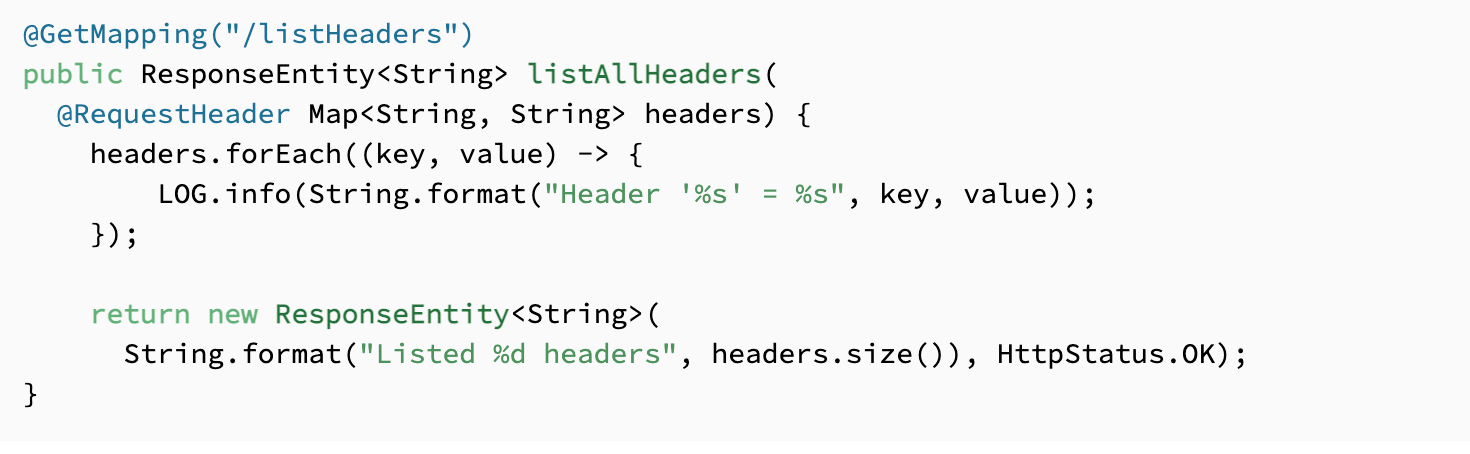 @GetMapping("/listHeaders")
public ResponseEntity<String> listAllHeaders(
  @RequestHeader Map<String, String> headers) {
    headers.forEach((key, value) -> {
        LOG.info(String.format("Header '%s' = %s", key, value));
    });

    return new ResponseEntity<String>(
      String.format("Listed %d headers", headers.size()), HttpStatus.OK);
}